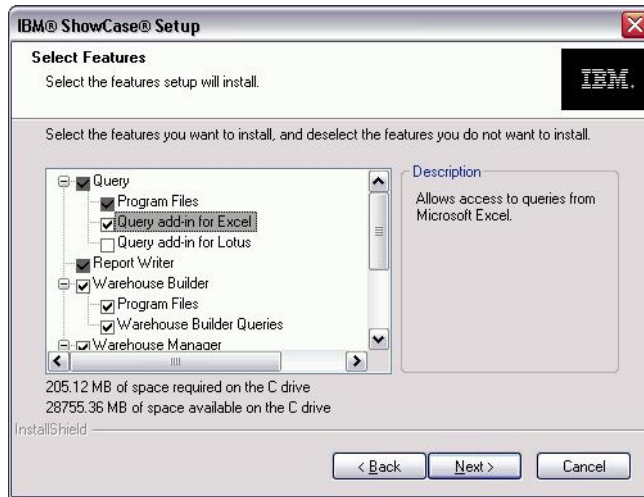 IBM® ShowCase® Setup
Select Features
Select the features setup will install.
IBM.
Select the features you want to install, and deselect the features you do not want to install.
Query
Program Files
Query add-in for Excel
Query add-in for Lotus
Report Writer
Warehouse Builder
Program Files
Warehouse Builder Queries
Warehouse Manager
Description
Allows access to queries from
Microsoft Excel.
205.12 MB of space required on the C drive
28755.36 MB of space available on the C drive
InstallShield
< Back
Next >
Cancel